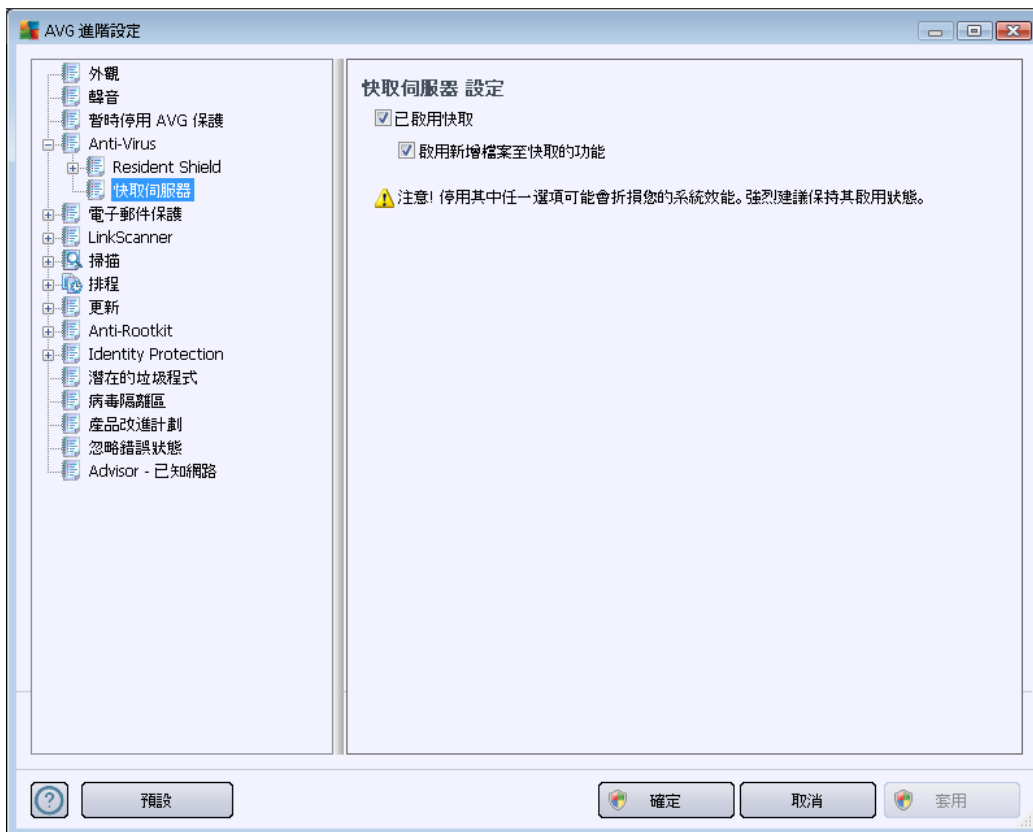 AVG 進階設定
外觀
聲音
暫時停用 AVG 保護
Anti-Virus
Resident Shield
快取伺服器
電子郵件保護
LinkScanner
掃描
排程
更新
Anti-Rootkit
Identity Protection
潛在的垃圾程式
病毒隔離區
產品改進計劃
忽略錯誤狀態
Advisor - 已知網路
快取伺服器 設定
已啟用快取
啟用新增檔案至快取的功能
注意! 停用其中任一選項可能會折損您的系統效能。強烈建議保持其啟用狀態。
預設
確定
取消
套用